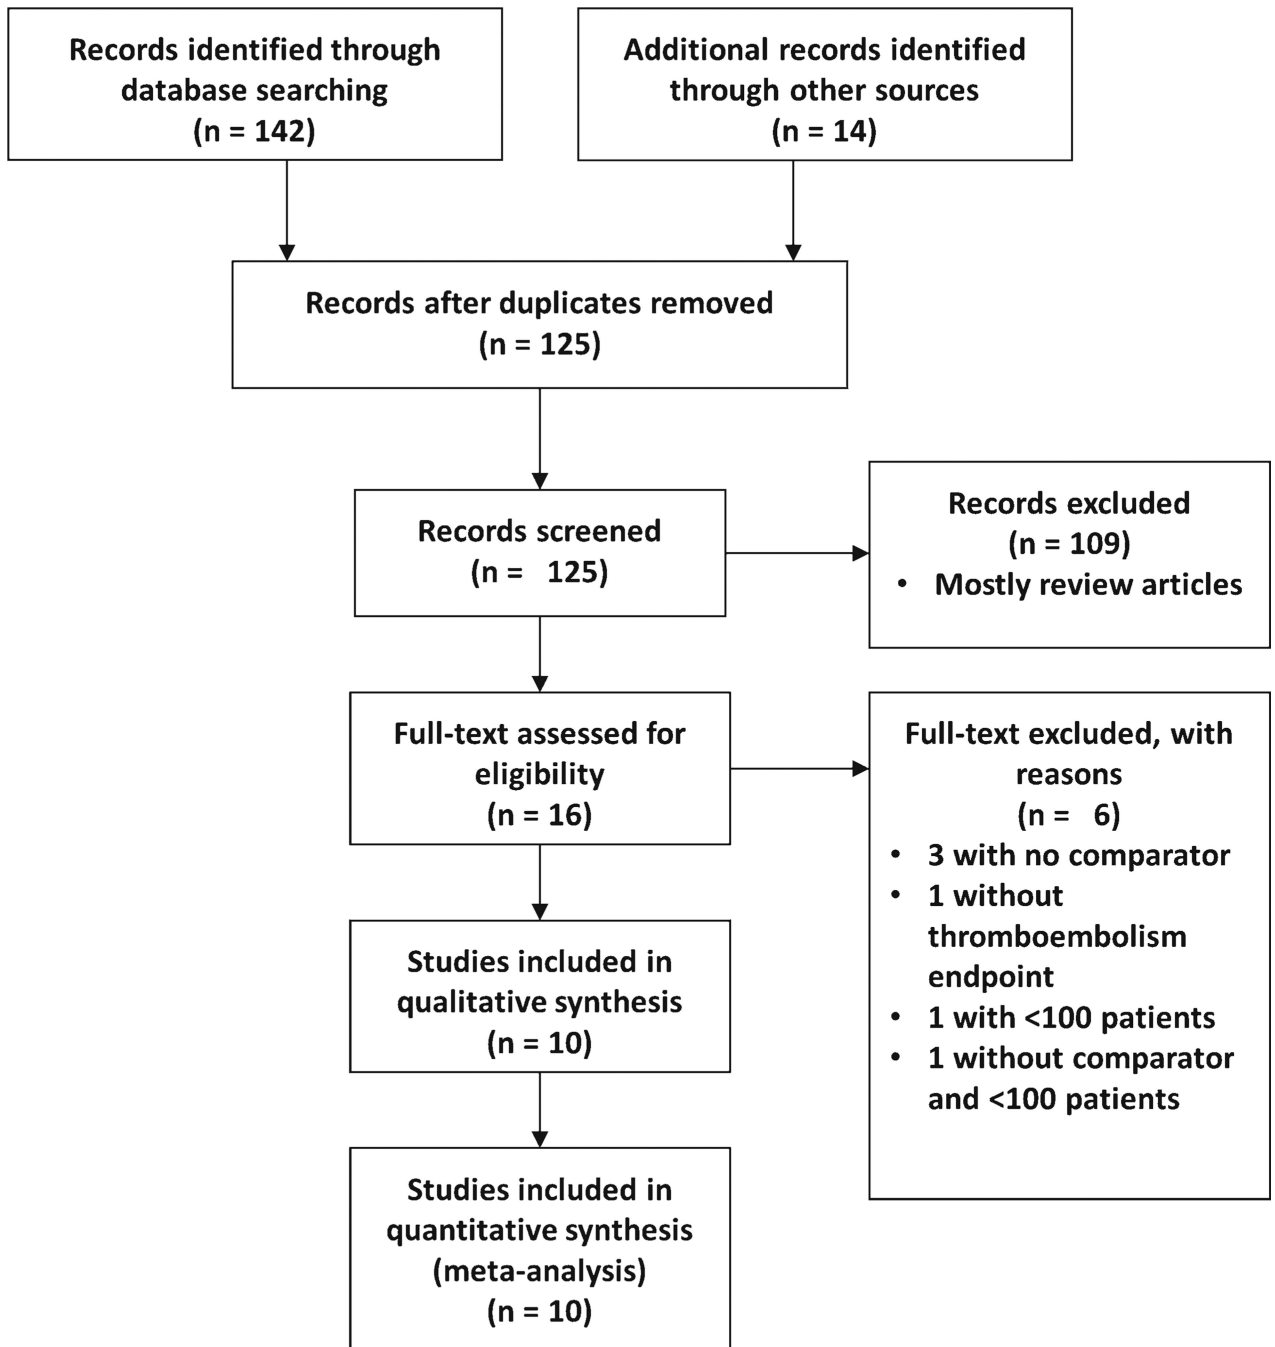 Records identified through
database searching
(n = 142)
Additional records identified
through other sources
(n = 14)
Records after duplicates removed
(n = 125)
Records screened
(n =   125)
Records excluded
(n = 109)
• Mostly review articles
Full-text assessed for
eligibility
(n = 16)
Full-text excluded, with
reasons
(n =   6)
• 3 with no comparator
• 1 without
thromboembolism
endpoint
• 1 with <100 patients
• 1 without comparator
and <100 patients
Studies included in
qualitative synthesis
(n = 10)
Studies included in
quantitative synthesis
(meta-analysis)
(n = 10)